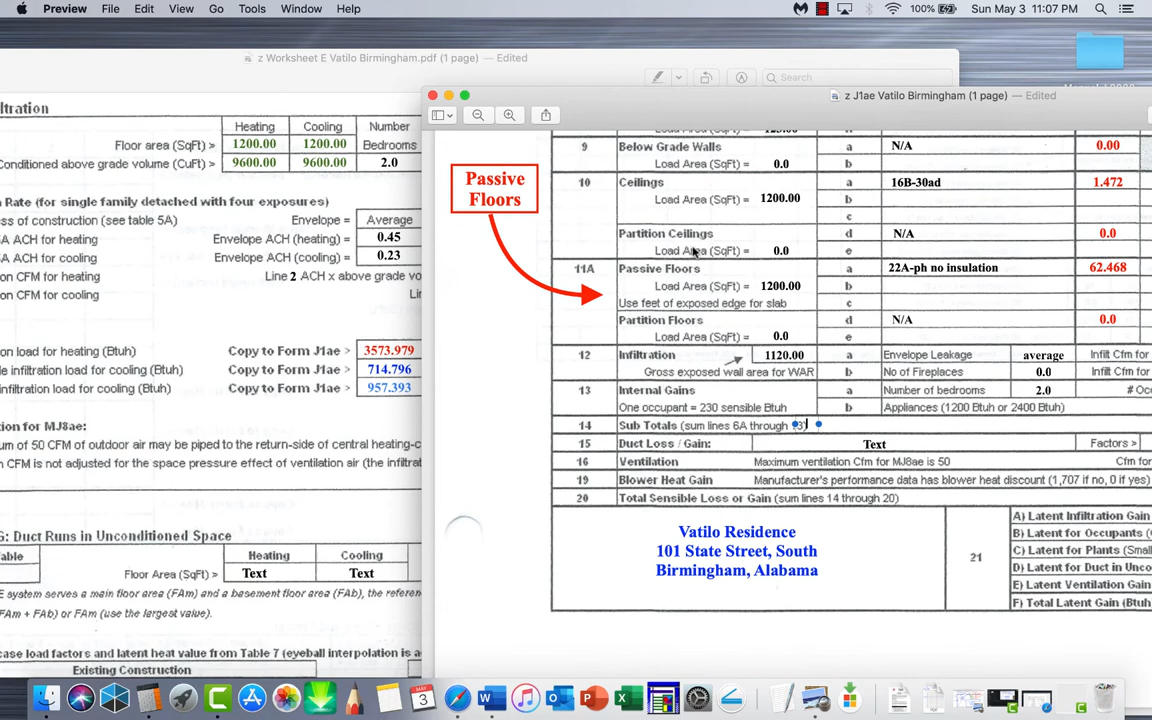 Preview File Edit View Go Tools Window Help 100% Sun May 3 11:07 PM
z Worksheet E Vatilo Birmingham.pdf (1 page) — Edited
Search
z J1ae Vatilo Birmingham (1 page) — Edited
ltration
Heating Cooling Number
Floor area (SqFt) > 1200.00 1200.00 Bedrooms
Conditioned above grade volume (CuFt) > 9600.00 9600.00 2.0
Rate (for single family detached with four exposures)
ess of construction (see table 5A) Envelope = Average
A ACH for heating Envelope ACH (heating) = 0.45
A ACH for cooling Envelope ACH (cooling) = 0.23
on CFM for heating Line 2 ACH x above grade vo
on CFM for cooling
on load for heating (Btuh) Copy to Form J1ae > 3573.979
e infiltration load for cooling (Btuh) Copy to Form J1ae > 714.796
infiltration load for cooling (Btuh) Copy to Form J1ae > 957.393
tion for MJ8ae:
um of 50 CFM of outdoor air may be piped to the return-side of central heating-c
n CFM is not adjusted for the space pressure effect of ventilation air (the infiltrat
G: Duct Runs in Unconditioned Space
able Heating Cooling
Floor Area (SqFt) > Text Text
E system serves a main floor area (FAm) and a basement floor area (FAb), the referen
FAm + FAb) or FAm (use the largest value).
case load factors and latent heat value from Table 7 (eyeball interpolation is a
Existing Construction
Passive
Floors
9 Below Grade Walls a N/A 0.00
Load Area (SqFt) = 0.0 b
10 Ceilings a 16B-30ad 1.472
Load Area (SqFt) = 1200.00 b
c
Partition Ceilings d N/A 0.0
Load Area (SqFt) = 0.0 e
11A Passive Floors a 22A-ph no insulation 62.468
Load Area (SqFt) = 1200.00 b
Use feet of exposed edge for slab c
Partition Floors d N/A 0.0
Load Area (SqFt) = 0.0 e
12 Infiltration 1120.00 a Envelope Leakage average Infilt Cfm for
Gross exposed wall area for WAR b No of Fireplaces 0.0 Infilt Cfm for
13 Internal Gains a Number of bedrooms 2.0 # Oc
One occupant = 230 sensible Btuh b Appliances (1200 Btuh or 2400 Btuh)
14 Sub Totals (sum lines 6A through 13)
15 Duct Loss / Gain: Text Factors >
16 Ventilation Maximum ventilation Cfm for MJ8ae is 50 Cfm for
19 Blower Heat Gain Manufacturer's performance data has blower heat discount (1,707 if no, 0 if yes)
20 Total Sensible Loss or Gain (sum lines 14 through 20)
Vatilo Residence
101 State Street, South
Birmingham, Alabama
21
A) Latent Infiltration Gain
B) Latent for Occupants (
C) Latent for Plants (Smal
D) Latent for Duct in Unco
E) Latent Ventilation Gain
F) Total Latent Gain (Btuh
MAY
3